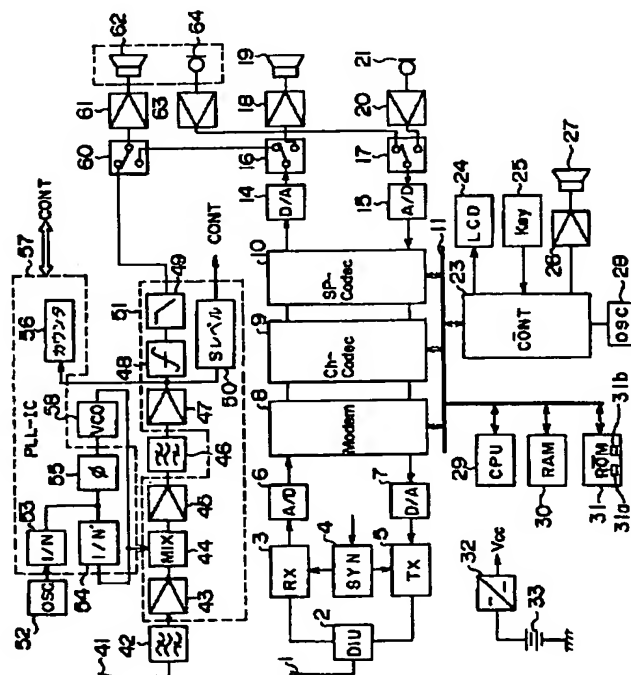 62
64
19
21
61
63
18
20
60
16
17
27
57
CONT
56
カウンタ
PLL-IC
58
VCO
55
Ø
53
1/N
54
1/N'
52
OSC
51
49
48
CONT
Sレベル
50
47
46
45
44
MIX
43
42
41
14
D/A
15
A/D
11
10
SP-Codec
9
Ch-Codec
8
Modem
6
A/D
7
D/A
3
RX
4
SYN
5
TX
2
DIU
1
24
LCD
25
Key
23
CONT
26
28
OSC
29
CPU
30
RAM
31
ROM
31a
31b
32
Vcc
33